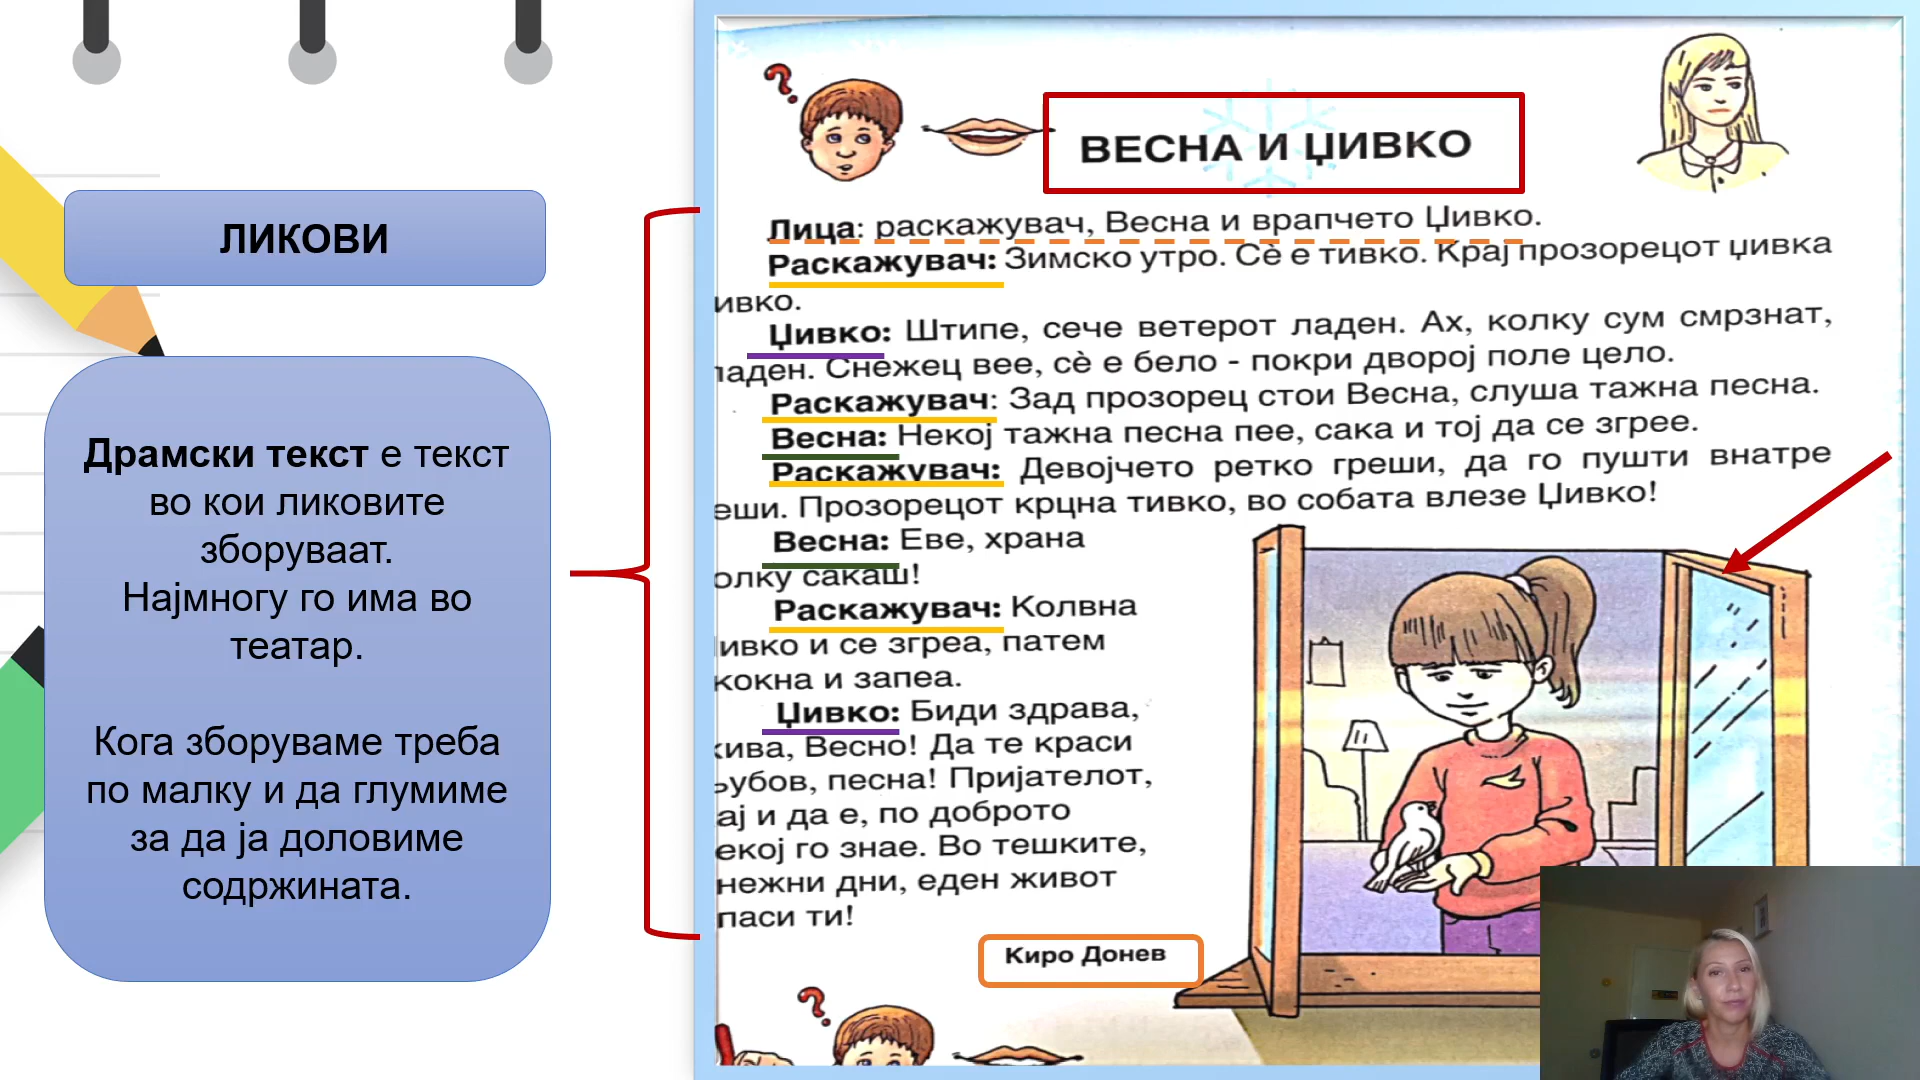 ЛИКОВИ
Драмски текст е текст
во кои ликовите
зборуваат.
Најмногу го има во
театар.
Кога зборуваме треба
по малку и да глумиме
за да ја доловиме
содржината.
ВЕСНА И ЏИВКО
Лица: раскажувач, Весна и врапчето Џивко.
Раскажувач: Зимско утро. Сѐ е тивко. Крај прозорецот џивка
ивко.
Џивко: Штипе, сече ветерот ладен. Ах, колку сум смрзнат,
ладен. Снежец вее, сѐ е бело - покри дворој поле цело.
Раскажувач: Зад прозорец стои Весна, слуша тажна песна.
Весна: Некој тажна песна пее, сака и тој да се згрее.
Раскажувач: Девојчето ретко греши, да го пушти внатре
еши. Прозорецот крцна тивко, во собата влезе Џивко!
Весна: Еве, храна
олку сакаш!
Раскажувач: Колвна
ивко и се згреа, патем
кокна и запеа.
Џивко: Биди здрава,
жива, Весно! Да те краси
љубов, песна! Пријателот,
ај и да е, по доброто
екој го знае. Во тешките,
нежни дни, еден живот
паси ти!
Киро Донев